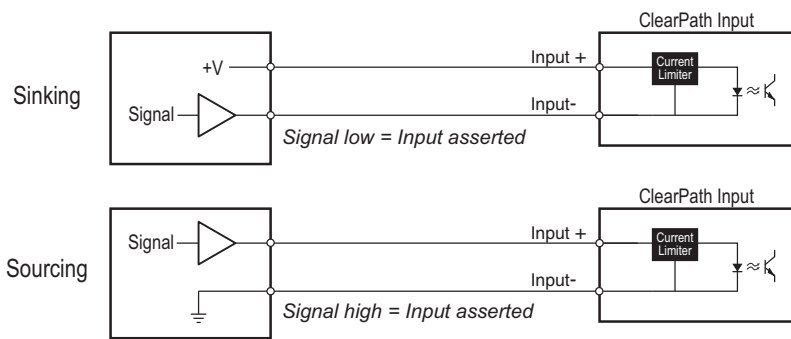 ClearPath Input
Sinking
+V
Input +
Current
Limiter
Signal
Input-
Signal low = Input asserted
ClearPath Input
Sourcing
Signal
Input +
Current
Limiter
Input-
Signal high = Input asserted